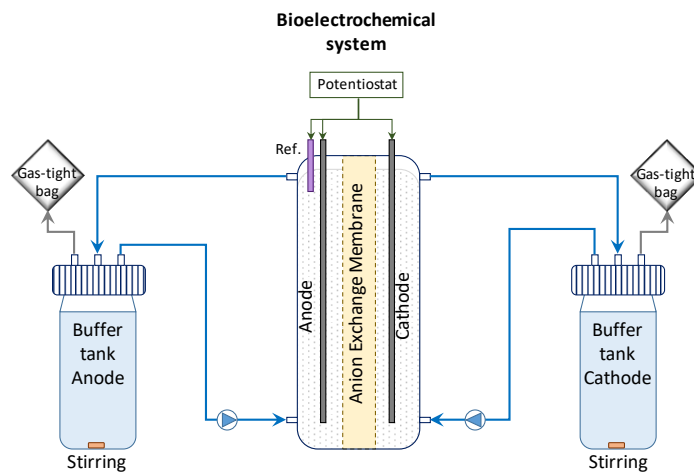 Bioelectrochemical
system
Potentiostat
Ref.
Gas-tight
bag
Gas-tight
bag
Anode
Anion Exchange Membrane
Cathode
Buffer
tank
Anode
Buffer
tank
Cathode
Stirring
Stirring